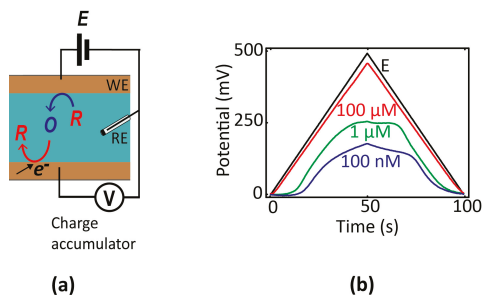 E
WE
R
O
R
RE
e-
V
Charge
accumulator
(a)
500
250
0
Potential (mV)
E
100 µM
1 µM
100 nM
0
50
100
Time (s)
(b)